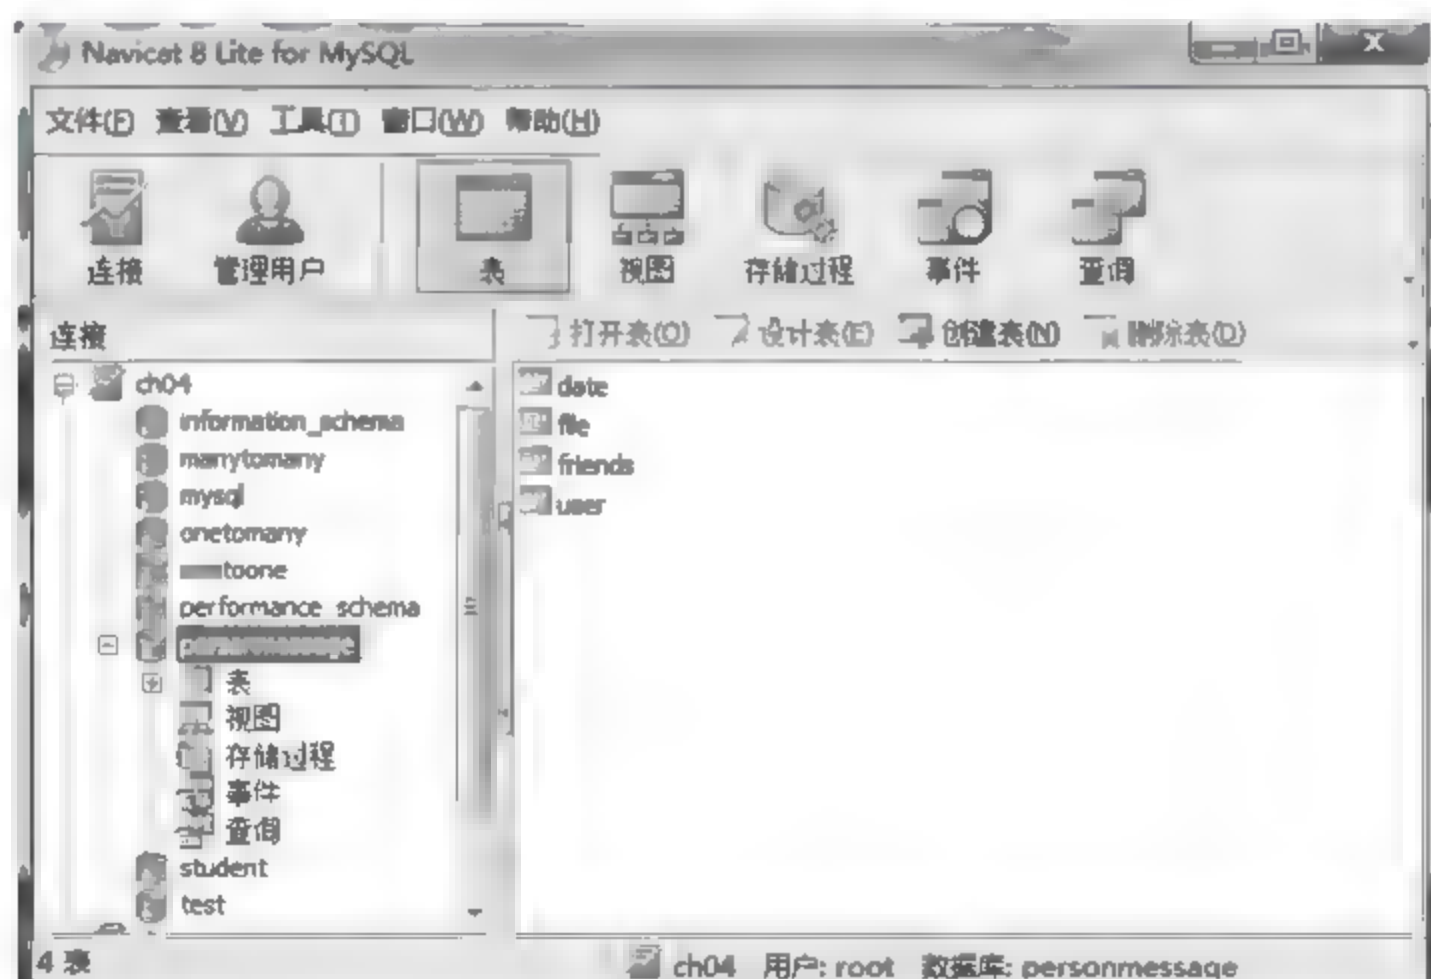 Navicat 8 Lite for MySQL
文件(F) 查看(V) 工具(T) 窗口(W) 帮助(H)
连接 管理用户 表 视图 存储过程 事件 查询
连接
打开表(O) 设计表(E) 创建表(N) 删除表(D)
ch04
information_schema
manytomany
mysql
onetomany
toone
performance_schema
表
视图
存储过程
事件
查询
student
test
date
file
friends
user
4 表
ch04 用户: root 数据库: personmessage